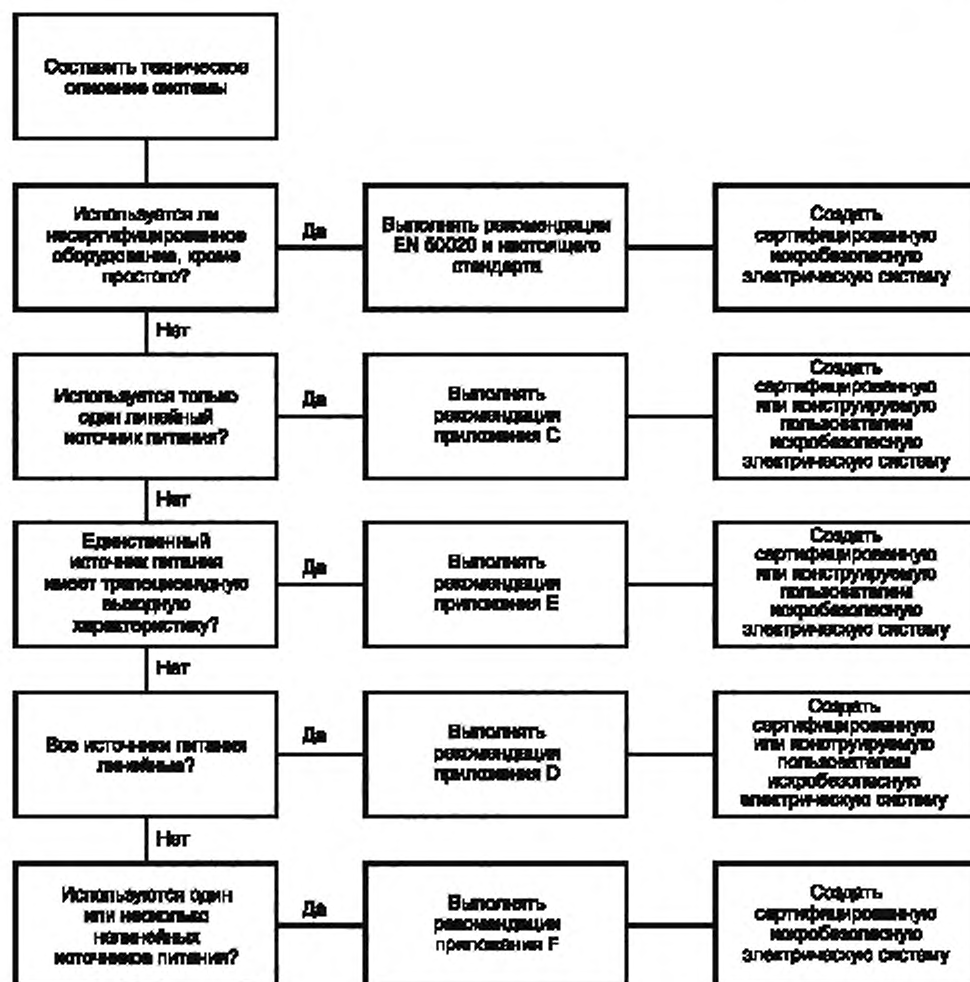 Составить техническое
описание системы
Используется ли
несертифицированное
оборудование, кроме
простого?
Да
Выполнять рекомендации
EN 50020 и настоящего
стандарта
Создать
сертифицированную
искробезопасную
электрическую систему
Нет
Используется только
один линейный
источник питания?
Да
Выполнять
рекомендации
приложения C
Создать
сертифицированную
или конструируемую
пользователем
искробезопасную
электрическую систему
Нет
Единственный
источник питания
имеет трапециевидную
выходную
характеристику?
Да
Выполнять
рекомендации
приложения E
Создать
сертифицированную
или конструируемую
пользователем
искробезопасную
электрическую систему
Нет
Все источники питания
линейные?
Да
Выполнять
рекомендации
приложения D
Создать
сертифицированную
или конструируемую
пользователем
искробезопасную
электрическую систему
Нет
Используются один
или несколько
нелинейных
источников питания?
Да
Выполнять
рекомендации
приложения F
Создать
сертифицированную
искробезопасную
электрическую систему